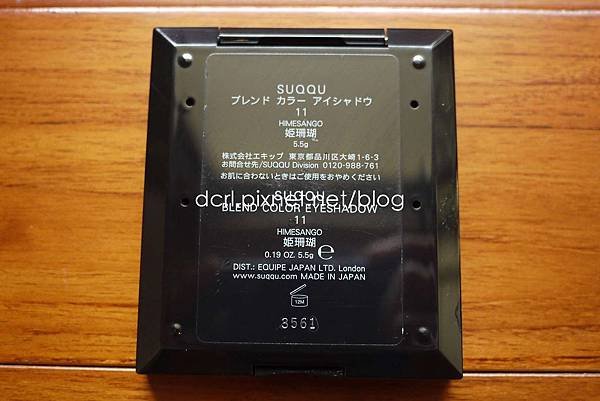 SUQQU
ブレンド カラー アイシャドウ
11
HIMESANGO
姫珊瑚
5.5g
株式会社エキップ 東京都品川区大崎1-6-3
お問合せ先/SUQQU Division 0120-988-761
お肌に合わないときはご使用をおやめください
SUQQU
dcrl.pixnet.net/blog
BLEND COLOR EYESHADOW
11
HIMESANGO
姫珊瑚
0.19 OZ. 5.5g ℮
DIST.: EQUIPE JAPAN LTD. London
www.suqqu.com MADE IN JAPAN
12M
3561